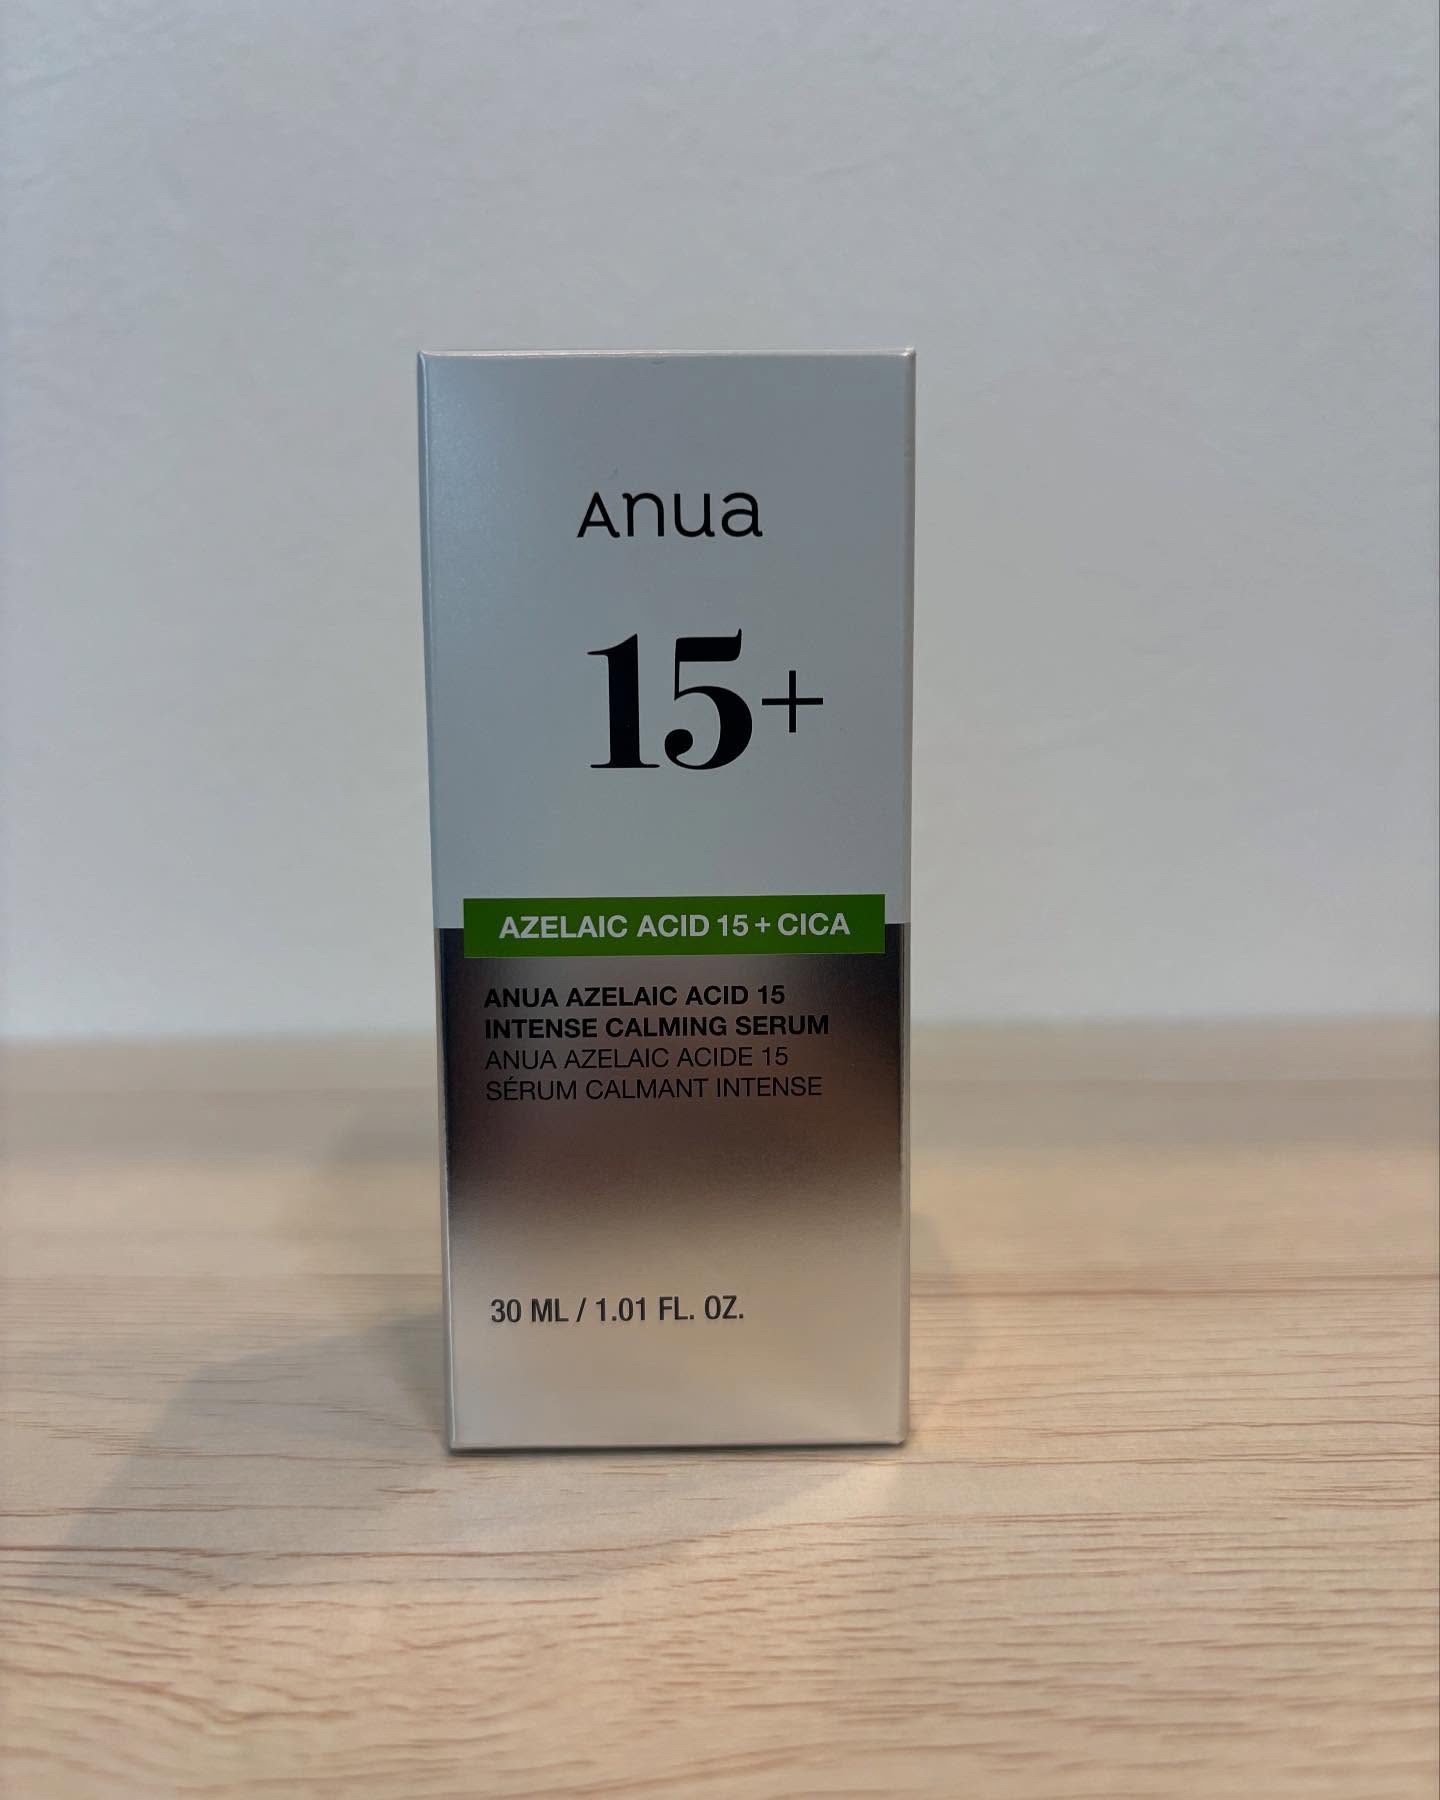 Anua
15+
AZELAIC ACID 15 + CICA
ANUA AZELAIC ACID 15
INTENSE CALMING SERUM
ANUA AZELAIC ACIDE 15
SÉRUM CALMANT INTENSE
30 ML / 1.01 FL. OZ.